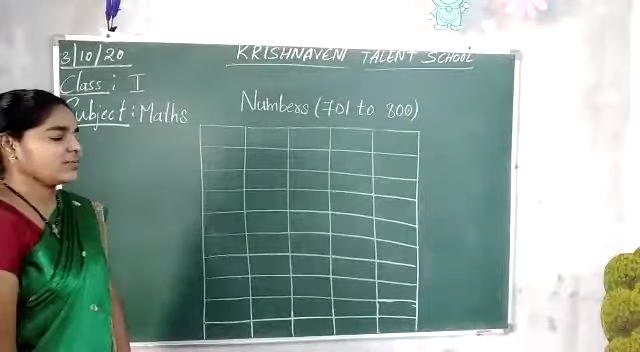 3/10/20
KRISHNAVENI TALENT SCHOOL
Class: I
Subject: Maths
Numbers (701 to 800)